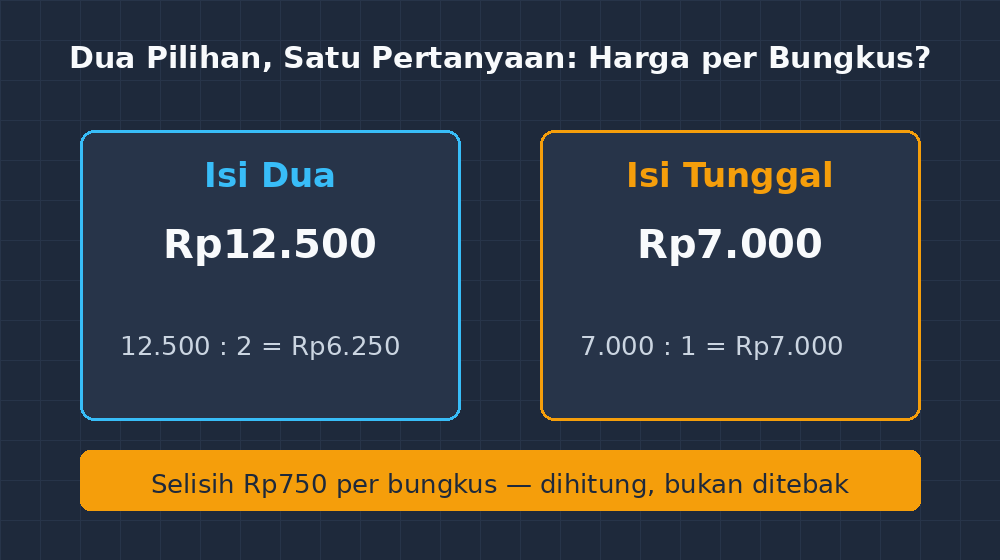 Dua Pilihan, Satu Pertanyaan: Harga per Bungkus?
Isi Dua
Rp12.500
12.500 : 2 = Rp6.250
Isi Tunggal
Rp7.000
7.000 : 1 = Rp7.000
Selisih Rp750 per bungkus — dihitung, bukan ditebak